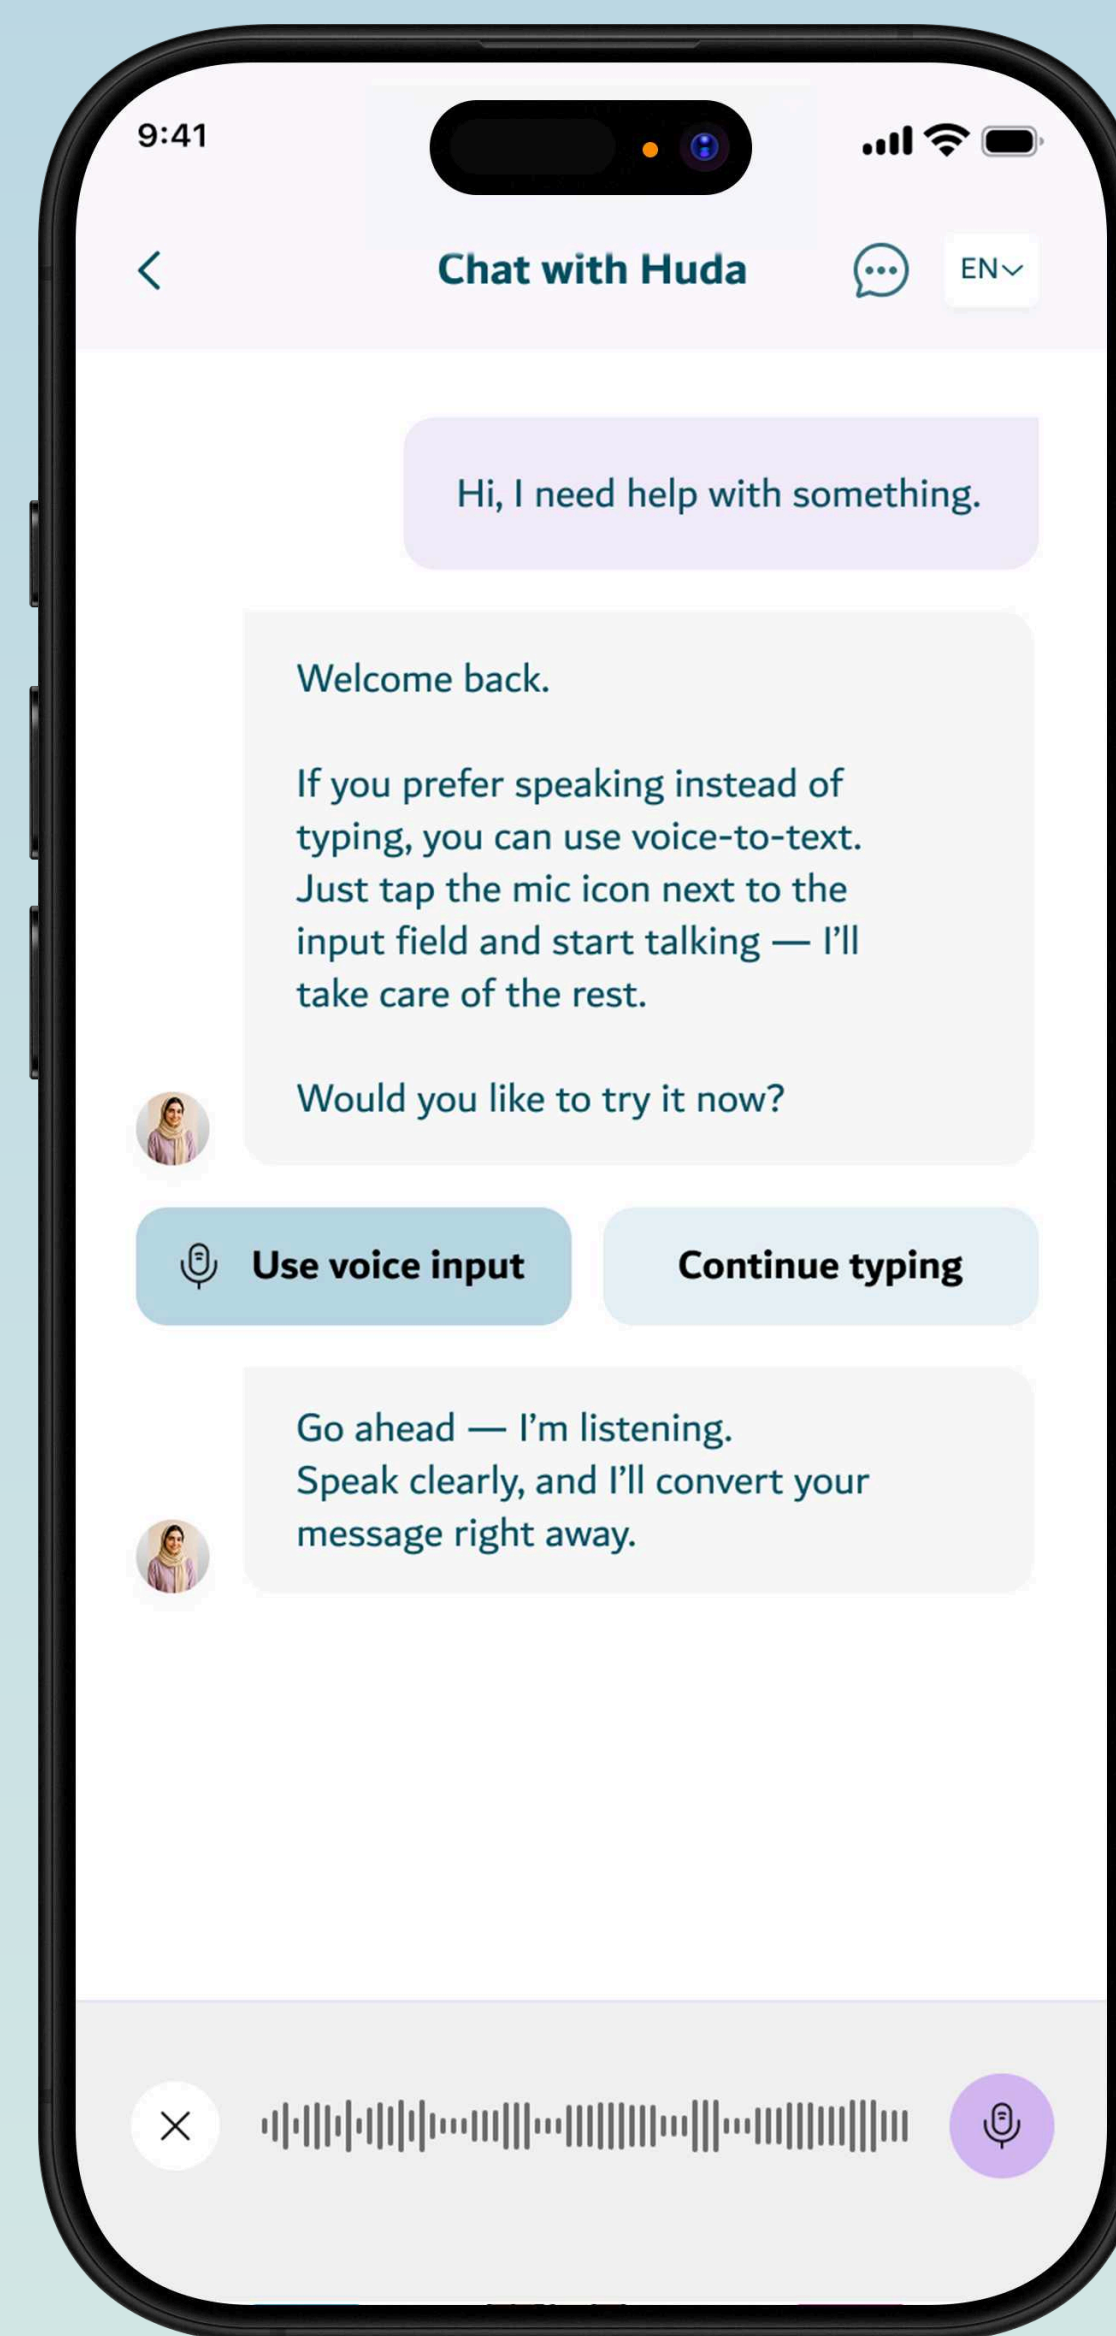 9:41
Chat with Huda
EN
Hi, I need help with something.
Welcome back.
If you prefer speaking instead of
typing, you can use voice-to-text.
Just tap the mic icon next to the
input field and start talking — I’ll
take care of the rest.
Would you like to try it now?
Use voice input
Continue typing
Go ahead — I’m listening.
Speak clearly, and I’ll convert your
message right away.